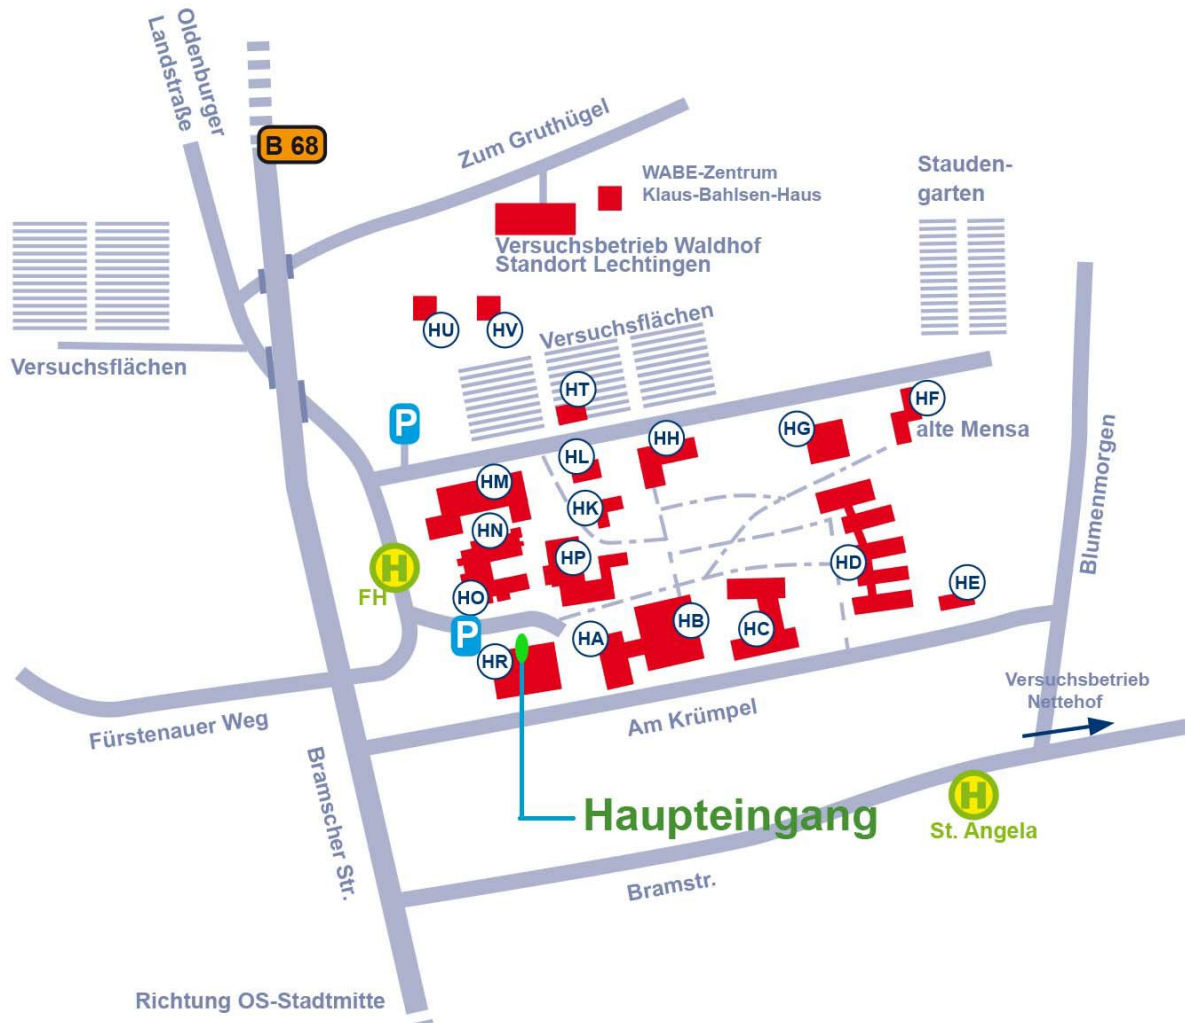 Oldenburger
Landstraße
B 68
Zum Gruthügel
WABE-Zentrum
Klaus-Bahlsen-Haus
Stauden-
garten
Versuchsbetrieb Waldhof
Standort Lechtingen
HU
HV
Versuchsflächen
Versuchsflächen
HT
HF
alte Mensa
P
HG
HH
HL
HM
HK
HN
Blumenmorgen
HP
HD
H
FH
HO
HE
P
HA
HB
HC
HR
Versuchsbetrieb
Nettehof
Am Krümpel
Fürstenauer Weg
Bramscher Str.
Haupteingang
H
St. Angela
Bramstr.
Richtung OS-Stadtmitte